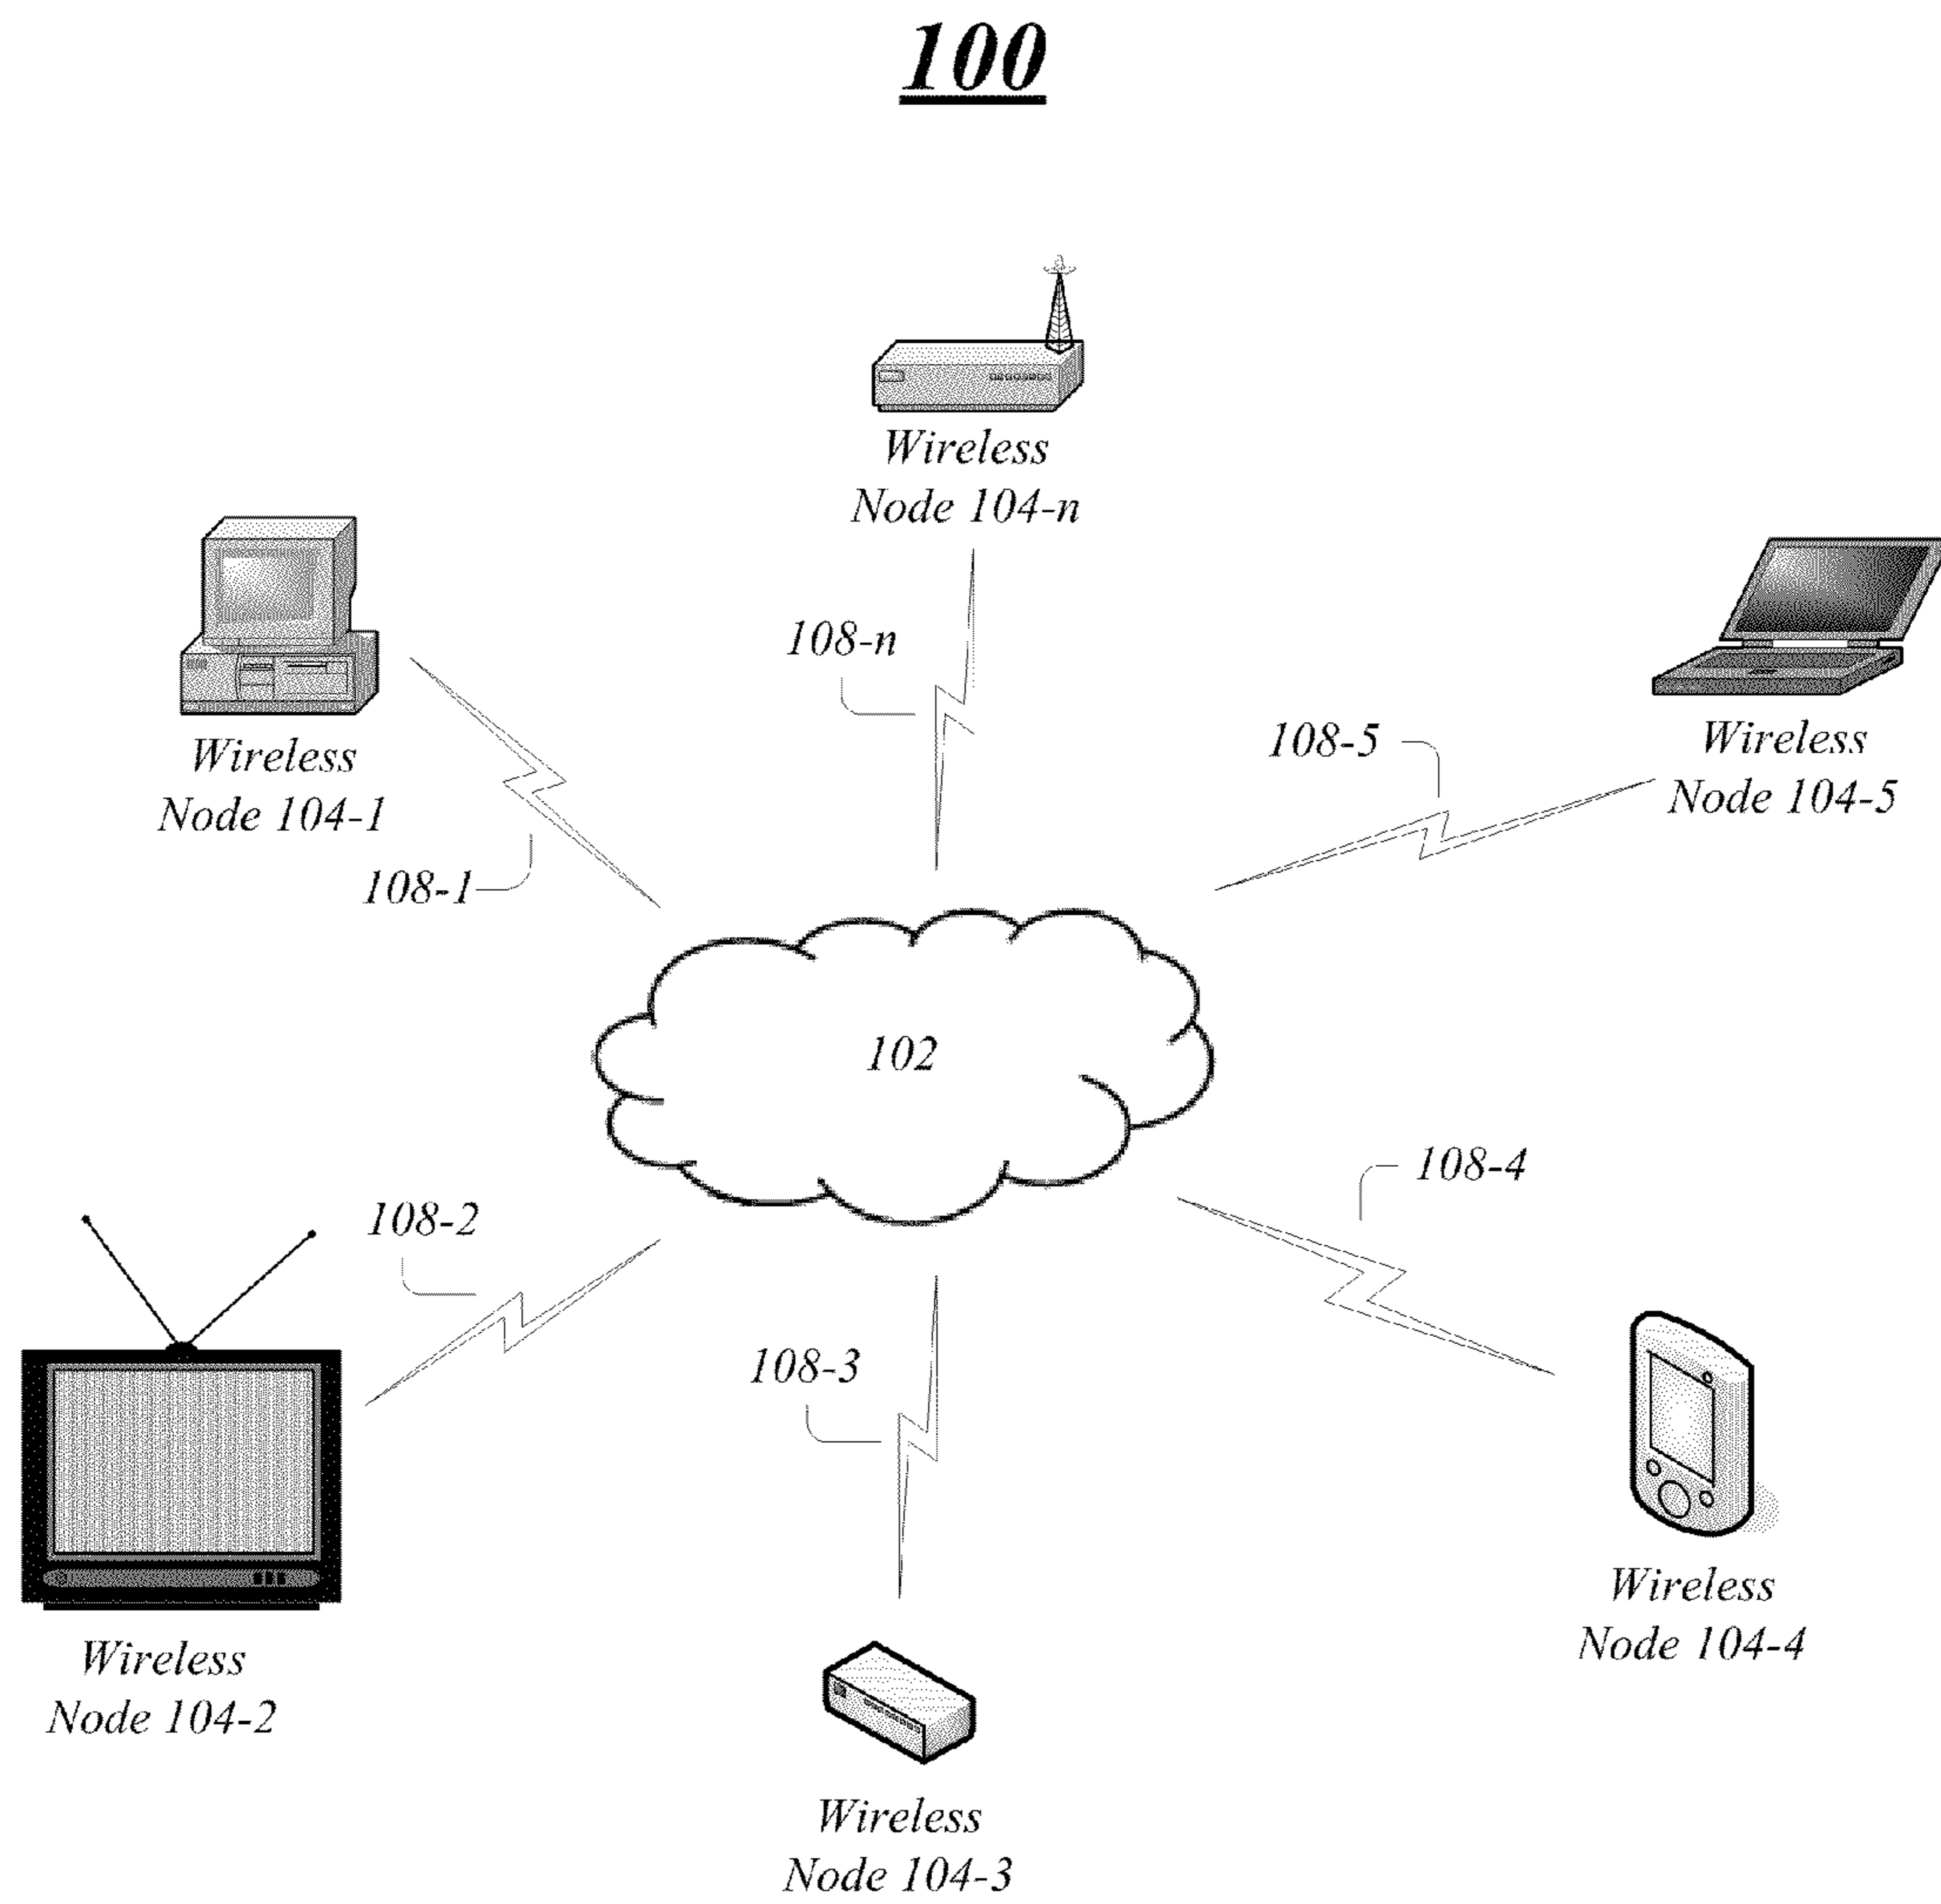 100
Wireless
Node 104-n
108-n
Wireless
Node 104-1
108-1
108-5
Wireless
Node 104-5
102
108-4
108-2
108-3
Wireless
Node 104-4
Wireless
Node 104-2
Wireless
Node 104-3